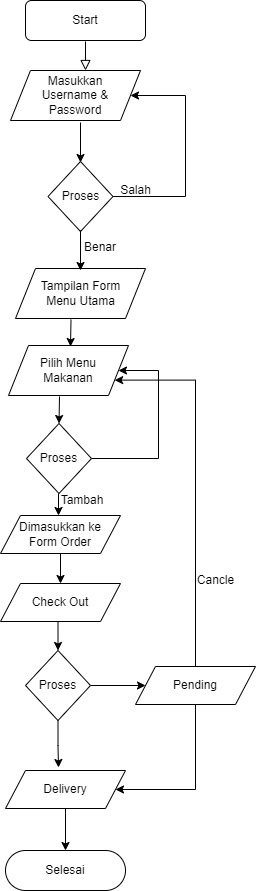 Start
Masukkan
Username &
Password
Proses
Salah
Benar
Tampilan Form
Menu Utama
Pilih Menu
Makanan
Proses
Tambah
Dimasukkan ke
Form Order
Cancle
Check Out
Proses
Pending
Delivery
Selesai